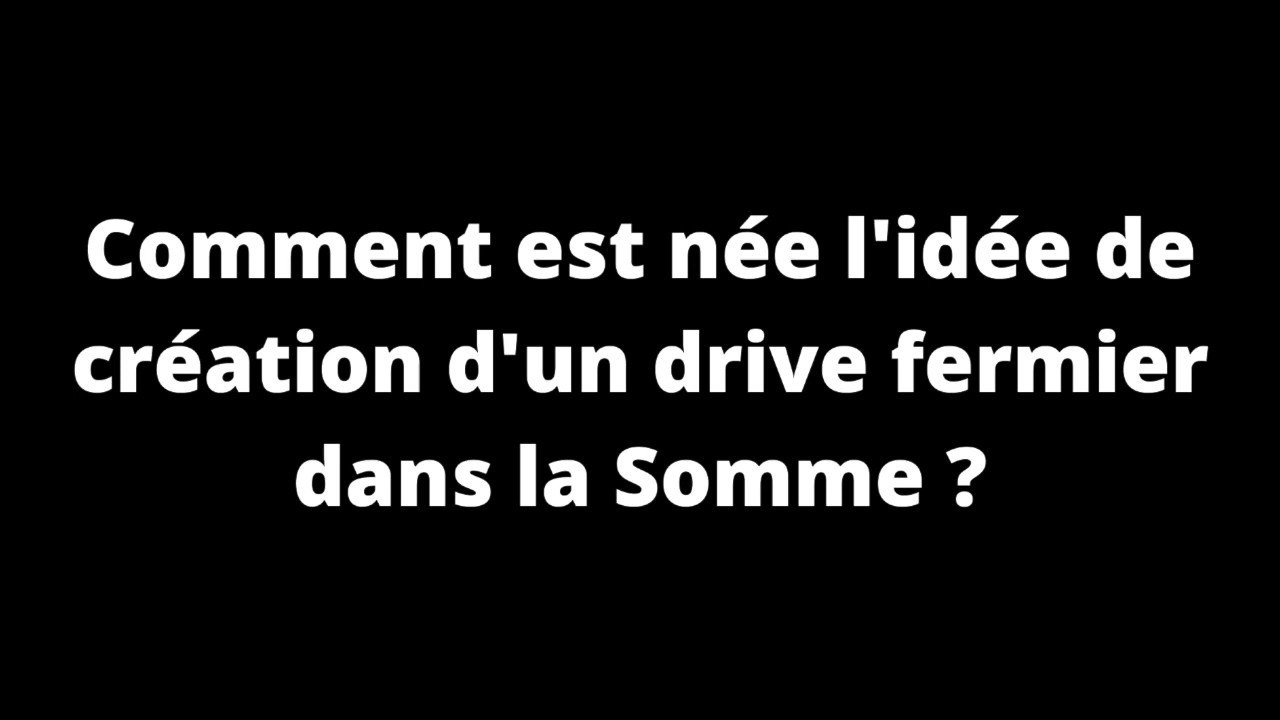 Comment est née l'idée de
création d'un drive fermier
dans la Somme ?